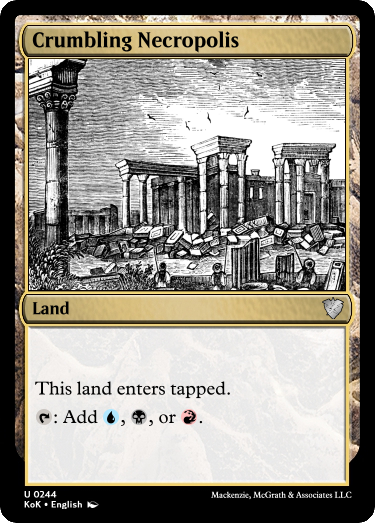 Crumbling Necropolis
Land
This land enters tapped.
: Add , , or .
U 0244
KoK • English
Mackenzie, McGrath & Associates LLC